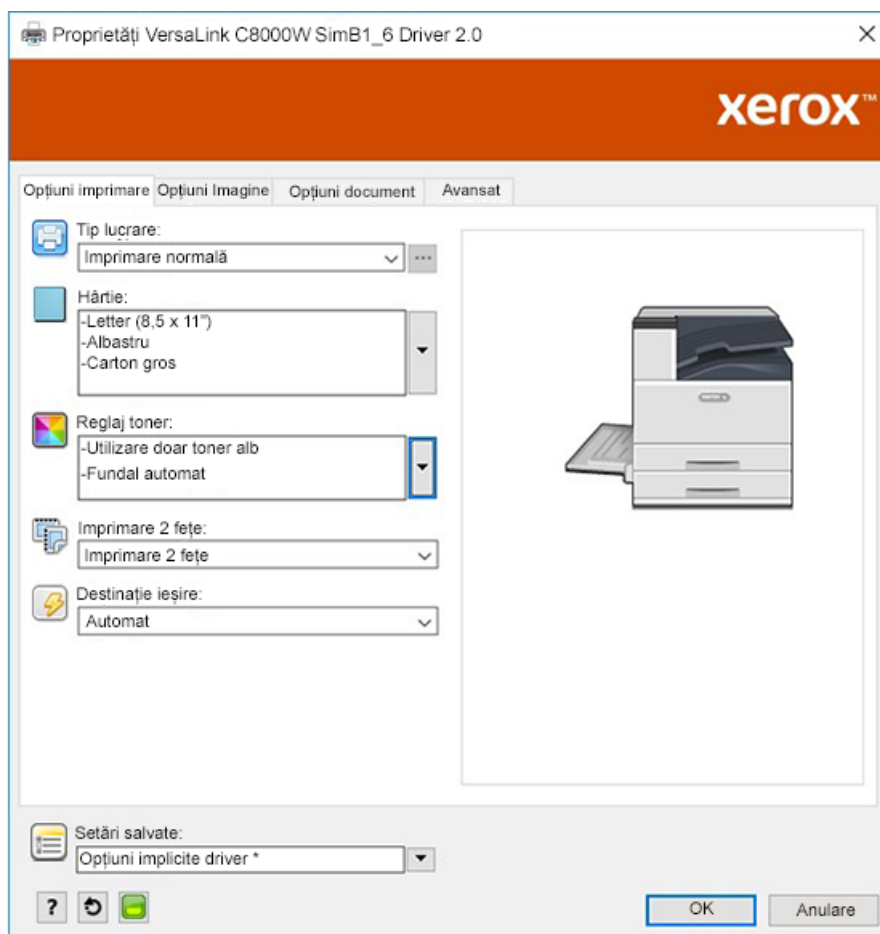 Proprietăți VersaLink C8000W SimB1_6 Driver 2.0
xerox™
Opțiuni imprimare Opțiuni Imagine Opțiuni document Avansat
Tip lucrare:
Imprimare normală
Hârtie:
-Letter (8,5 x 11")
-Albastru
-Carton gros
Reglaj toner:
-Utilizare doar toner alb
-Fundal automat
Imprimare 2 fețe:
Imprimare 2 fețe
Destinație ieșire:
Automat
Setări salvate:
Opțiuni implicite driver *
?
OK Anulare